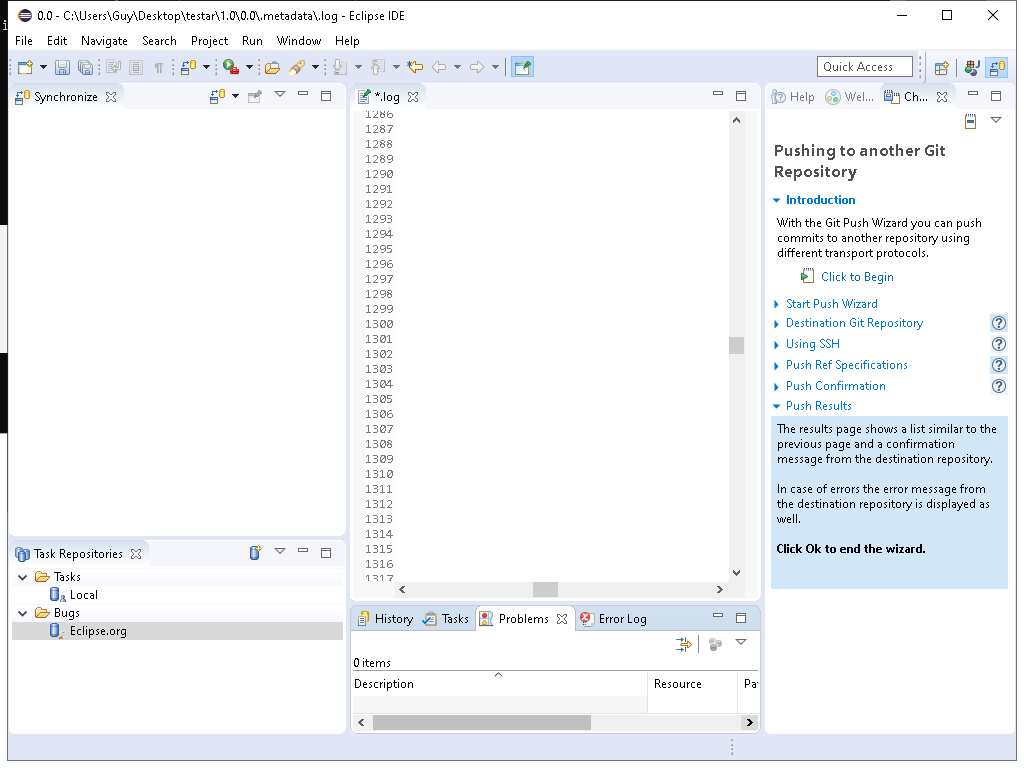 0.0 - C:\Users\Guy\Desktop\testar\1.0\0.0\.metadata\.log - Eclipse IDE
File Edit Navigate Search Project Run Window Help
Quick Access
Synchronize
*.log
1286
1287
1288
1289
1290
1291
1292
1293
1294
1295
1296
1297
1298
1299
1300
1301
1302
1303
1304
1305
1306
1307
1308
1309
1310
1311
1312
1313
1314
1315
1316
1317
Help Wel... Ch...
Pushing to another Git
Repository
Introduction
With the Git Push Wizard you can push
commits to another repository using
different transport protocols.
Click to Begin
Start Push Wizard
Destination Git Repository
Using SSH
Push Ref Specifications
Push Confirmation
Push Results
The results page shows a list similar to the
previous page and a confirmation
message from the destination repository.
In case of errors the error message from
the destination repository is displayed as
well.
Click Ok to end the wizard.
Task Repositories
Tasks
Local
Bugs
Eclipse.org
History Tasks Problems Error Log
0 items
Description Resource Pa